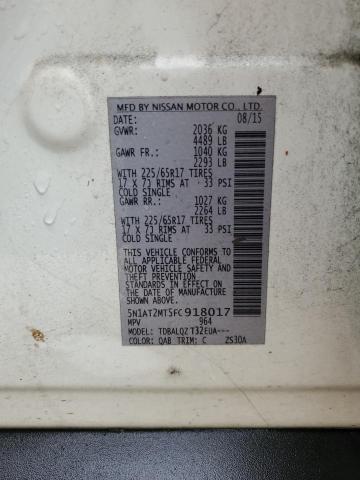 MFD BY NISSAN MOTOR CO., LTD.
DATE: 08/15
GVWR: 2036 KG
4489 LB
GAWR FR.: 1040 KG
2293 LB
WITH 225/65R17 TIRES
17 X 7J RIMS AT 33 PSI
COLD SINGLE
GAWR RR.: 1027 KG
2264 LB
WITH 225/65R17 TIRES
17 X 7J RIMS AT 33 PSI
COLD SINGLE
THIS VEHICLE CONFORMS TO
ALL APPLICABLE FEDERAL
MOTOR VEHICLE SAFETY
AND THEFT PREVENTION
STANDARDS IN EFFECT ON
THE DATE OF MANUFACTURE
SHOWN ABOVE.
5N1AT2MT5FC918017
MPV 964
MODEL: TDBALQZ T32EUA---
COLOR: QAB TRIM: C ZS30A